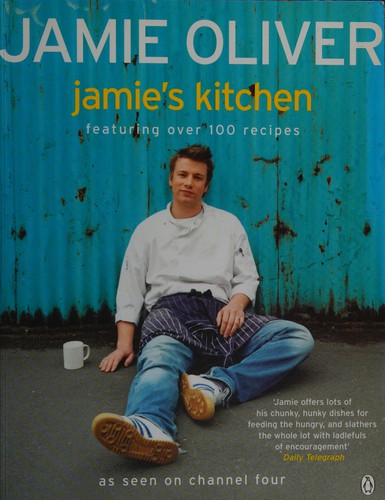 JAMIE OLIVER
jamie's kitchen
featuring over 100 recipes
'Jamie offers lots of
his chunky, hunky dishes for
feeding the hungry, and slathers
the whole lot with ladlefuls
of encouragement'
Daily Telegraph
as seen on channel four